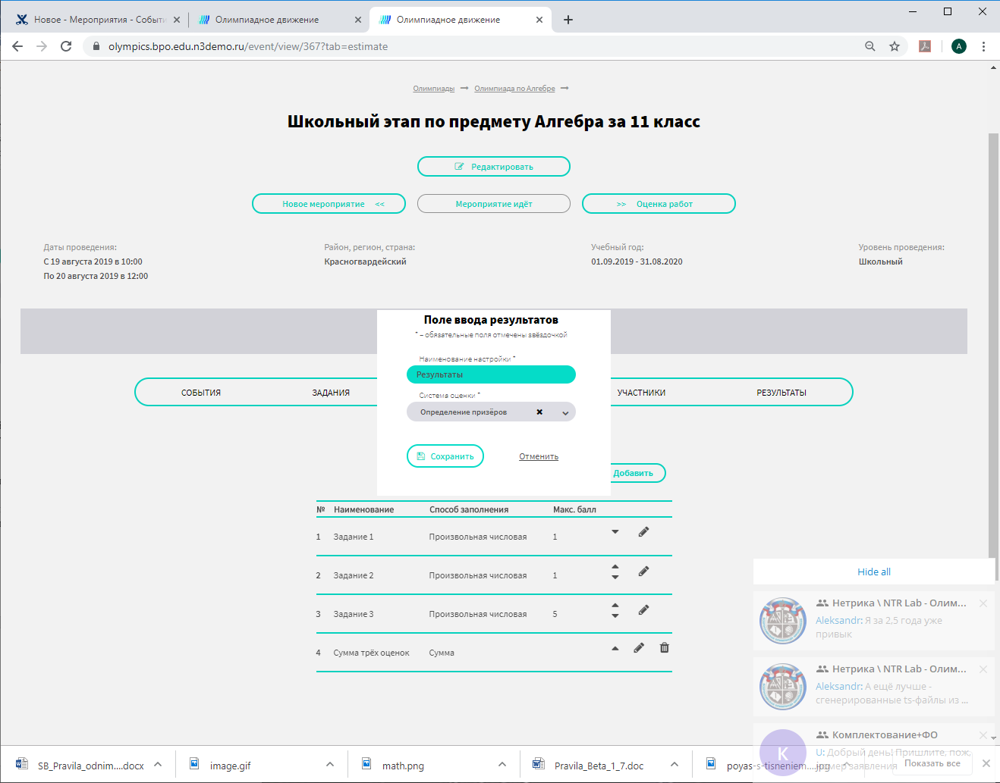 Новое - Мероприятия - Событи
Олимпиадное движение
Олимпиадное движение
olympics.bpo.edu.n3demo.ru/event/view/367?tab=estimate
A
Олимпиады → Олимпиада по Алгебре →
Школьный этап по предмету Алгебра за 11 класс
Редактировать
Новое мероприятие <<
Мероприятие идёт
>> Оценка работ
Даты проведения:
С 19 августа 2019 в 10:00
По 20 августа 2019 в 12:00
Район, регион, страна:
Красногвардейский
Учебный год:
01.09.2019 - 31.08.2020
Уровень проведения:
Школьный
Поле ввода результатов
* – обязательные поля отмечены звёздочкой
Наименование настройки *
Результаты
Система оценки *
Определение призёров
Сохранить
Отменить
СОБЫТИЯ
ЗАДАНИЯ
УЧАСТНИКИ
РЕЗУЛЬТАТЫ
Добавить
№ Наименование Способ заполнения Макс. балл
1 Задание 1 Произвольная числовая 1
2 Задание 2 Произвольная числовая 1
3 Задание 3 Произвольная числовая 5
4 Сумма трёх оценок Сумма
Hide all
Нетрика \ NTR Lab - Олим...
Aleksandr: Я за 2,5 года уже
привык
Нетрика \ NTR Lab - Олим...
Aleksandr: А ещё лучше -
сгенерированные ts-файлы из ...
К
Комплектование+ФО
U: Добрый день! Пришлите, пож,
номер заявления
SB_Pravila_odnim....docx
image.gif
math.png
Pravila_Beta_1_7.doc
poyas-s-tisneniem....jpg
Показать все